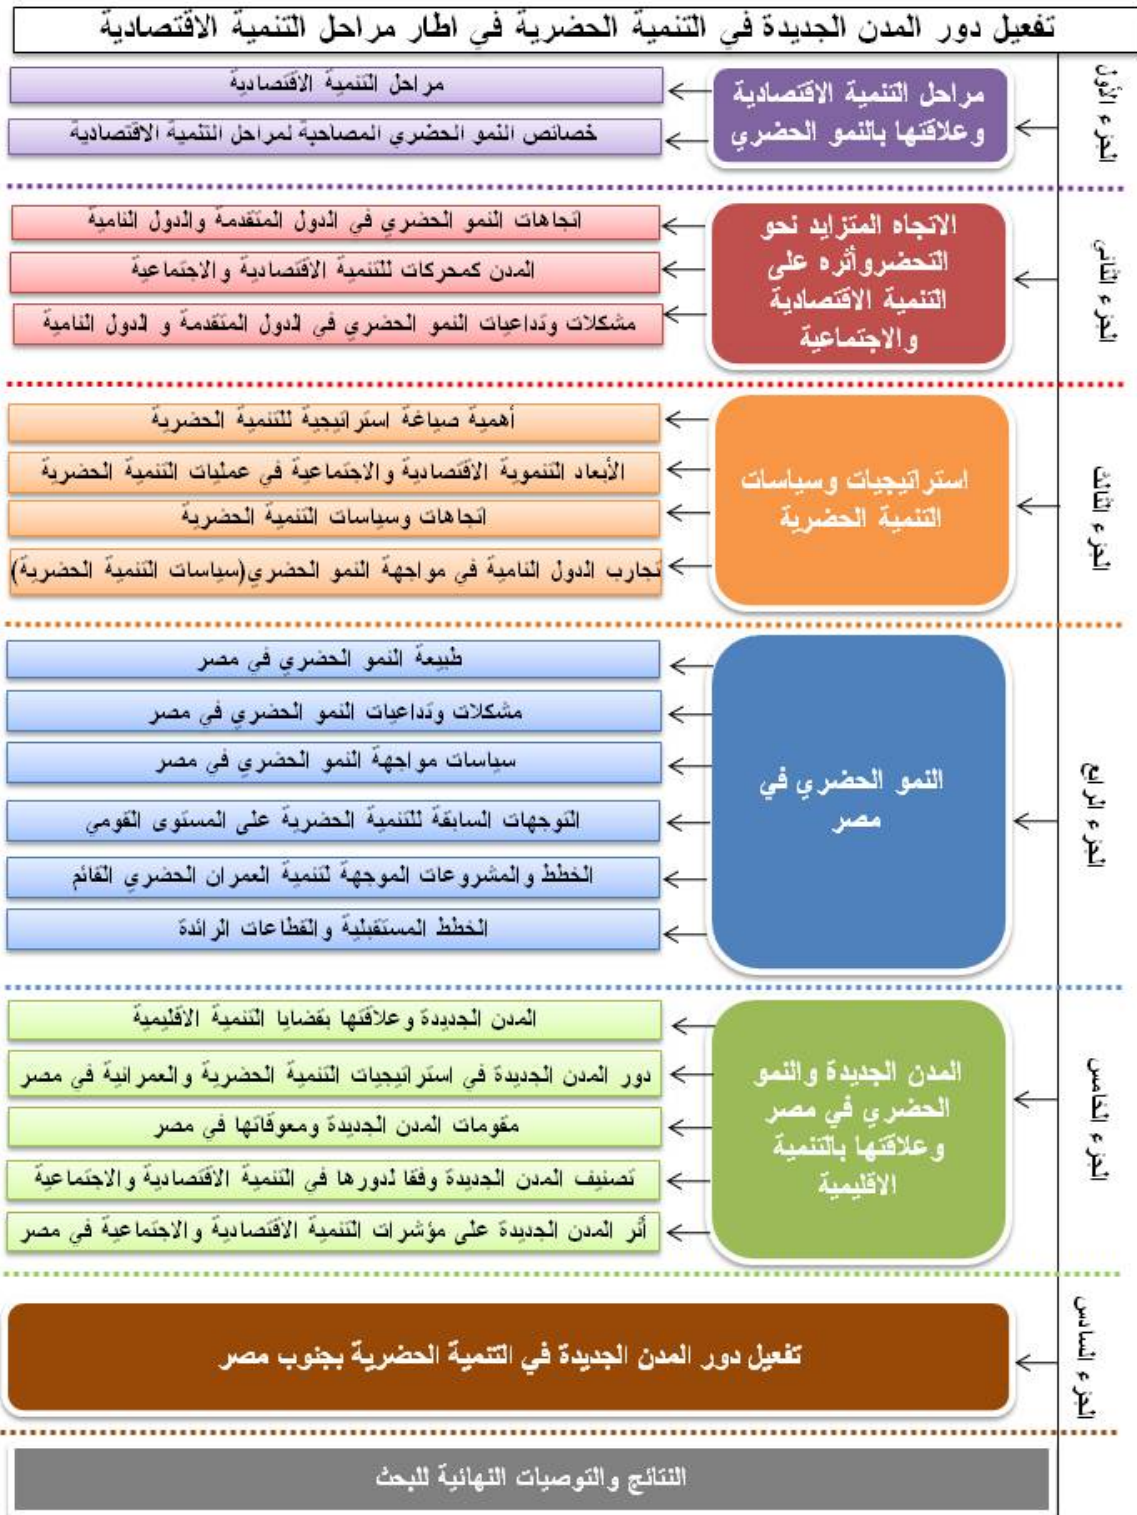 تفعيل دور المدن الجديدة في التنمية الحضرية في اطار مراحل التنمية الاقتصادية
الجزء الأول
مراحل التنمية الاقتصادية
وعلاقتها بالنمو الحضري
مراحل التنمية الاقتصادية
خصائص النمو الحضري المصاحبة لمراحل التنمية الاقتصادية
الجزء الثاني
الاتجاه المتزايد نحو
التحضروأثره على
التنمية الاقتصادية
والاجتماعية
اتجاهات النمو الحضري في الدول المتقدمة والدول النامية
المدن كمحركات للتنمية الاقتصادية والاجتماعية
مشكلات وتداعيات النمو الحضري في الدول المتقدمة و الدول النامية
الجزء الثالث
استراتيجيات وسياسات
التنمية الحضرية
أهمية صياغة استراتيجية للتنمية الحضرية
الأبعاد التنموية الاقتصادية والاجتماعية في عمليات التنمية الحضرية
اتجاهات وسياسات التنمية الحضرية
تجارب الدول النامية في مواجهة النمو الحضري(سياسات التنمية الحضرية)
الجزء الرابع
النمو الحضري في
مصر
طبيعة النمو الحضري في مصر
مشكلات وتداعيات النمو الحضري في مصر
سياسات مواجهة النمو الحضري في مصر
التوجهات السابقة للتنمية الحضرية على المستوى القومي
الخطط والمشروعات الموجهة لتنمية العمران الحضري القائم
الخطط المستقبلية والقطاعات الرائدة
الجزء الخامس
المدن الجديدة والنمو
الحضري في مصر
وعلاقتها بالتنمية
الاقليمية
المدن الجديدة وعلاقتها بقضايا التنمية الاقليمية
دور المدن الجديدة في استراتيجيات التنمية الحضرية والعمرانية في مصر
مقومات المدن الجديدة ومعوقاتها في مصر
تصنيف المدن الجديدة وفقا لدورها في التنمية الاقتصادية والاجتماعية
أثر المدن الجديدة على مؤشرات التنمية الاقتصادية والاجتماعية في مصر
الجزء السادس
تفعيل دور المدن الجديدة في التنمية الحضرية بجنوب مصر
النتائج والتوصيات النهائية للبحث